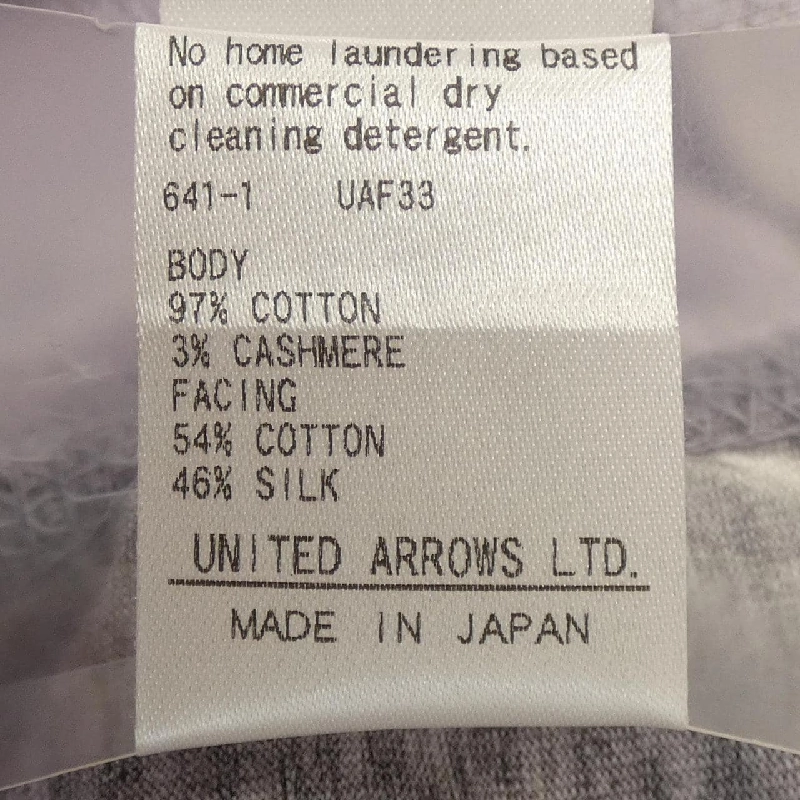 No home laundering based
on commercial dry
cleaning detergent.
641-1 UAF33
BODY
97% COTTON
3% CASHMERE
FACING
54% COTTON
46% SILK
UNITED ARROWS LTD.
MADE IN JAPAN